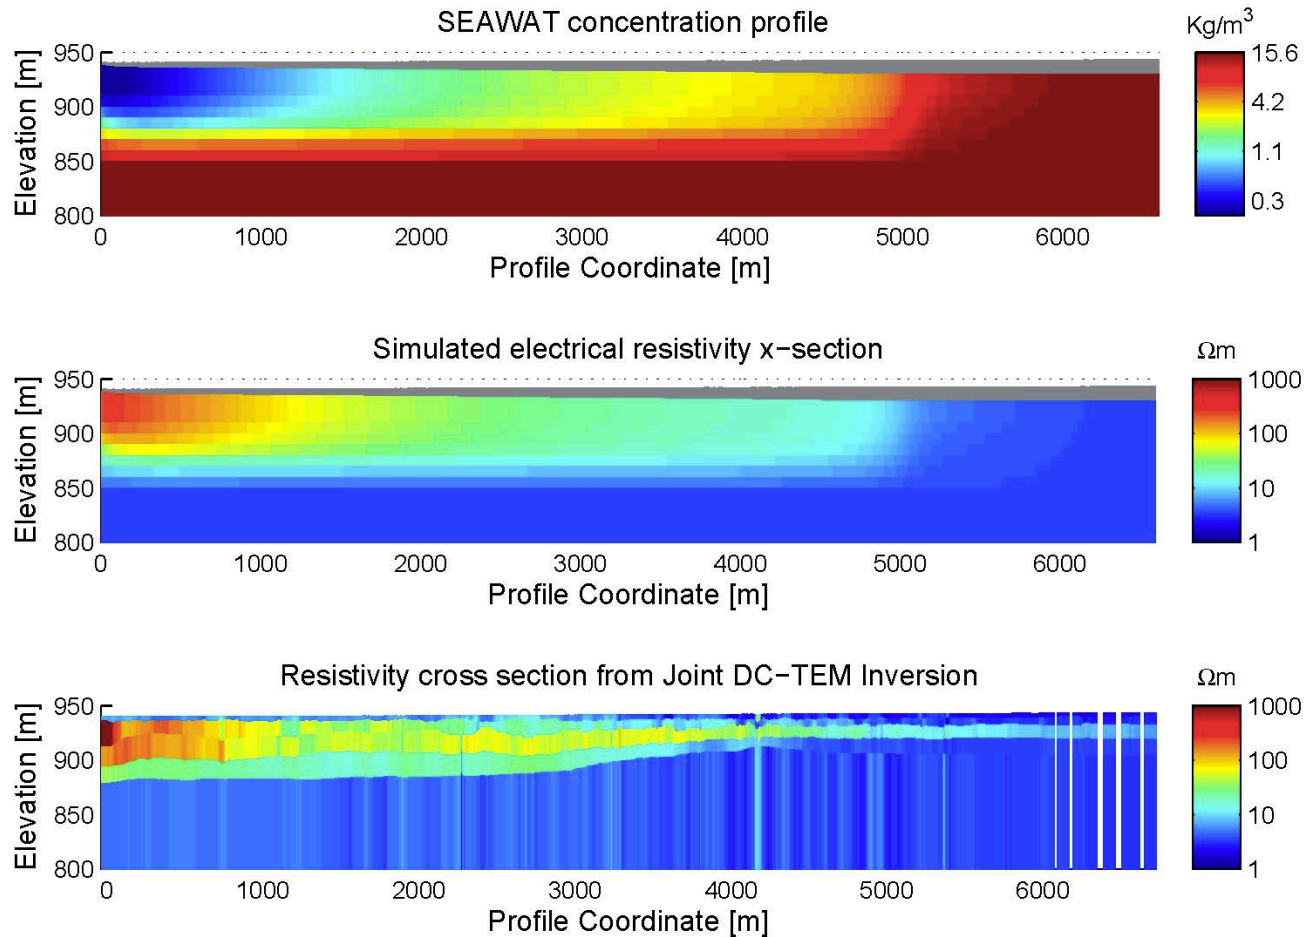 SEAWAT concentration profile
Kg/m³
Elevation [m]
950
900
850
800
15.6
4.2
1.1
0.3
0 1000 2000 3000 4000 5000 6000
Profile Coordinate [m]
Simulated electrical resistivity x−section
Ωm
Elevation [m]
950
900
850
800
1000
100
10
1
0 1000 2000 3000 4000 5000 6000
Profile Coordinate [m]
Resistivity cross section from Joint DC−TEM Inversion
Ωm
Elevation [m]
950
900
850
800
1000
100
10
1
0 1000 2000 3000 4000 5000 6000
Profile Coordinate [m]